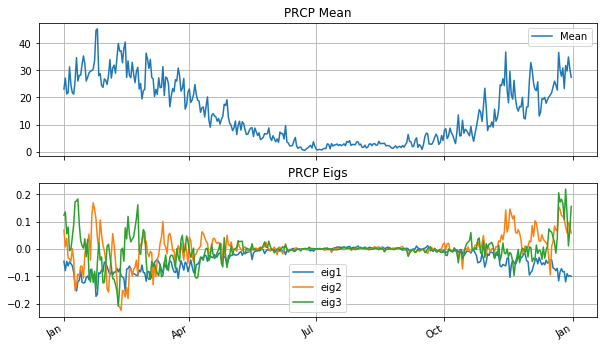 PRCP Mean
40
30
20
10
0
Mean
PRCP Eigs
0.2
0.1
0.0
−0.1
−0.2
eig1
eig2
eig3
Jan
Apr
Jul
Oct
Jan